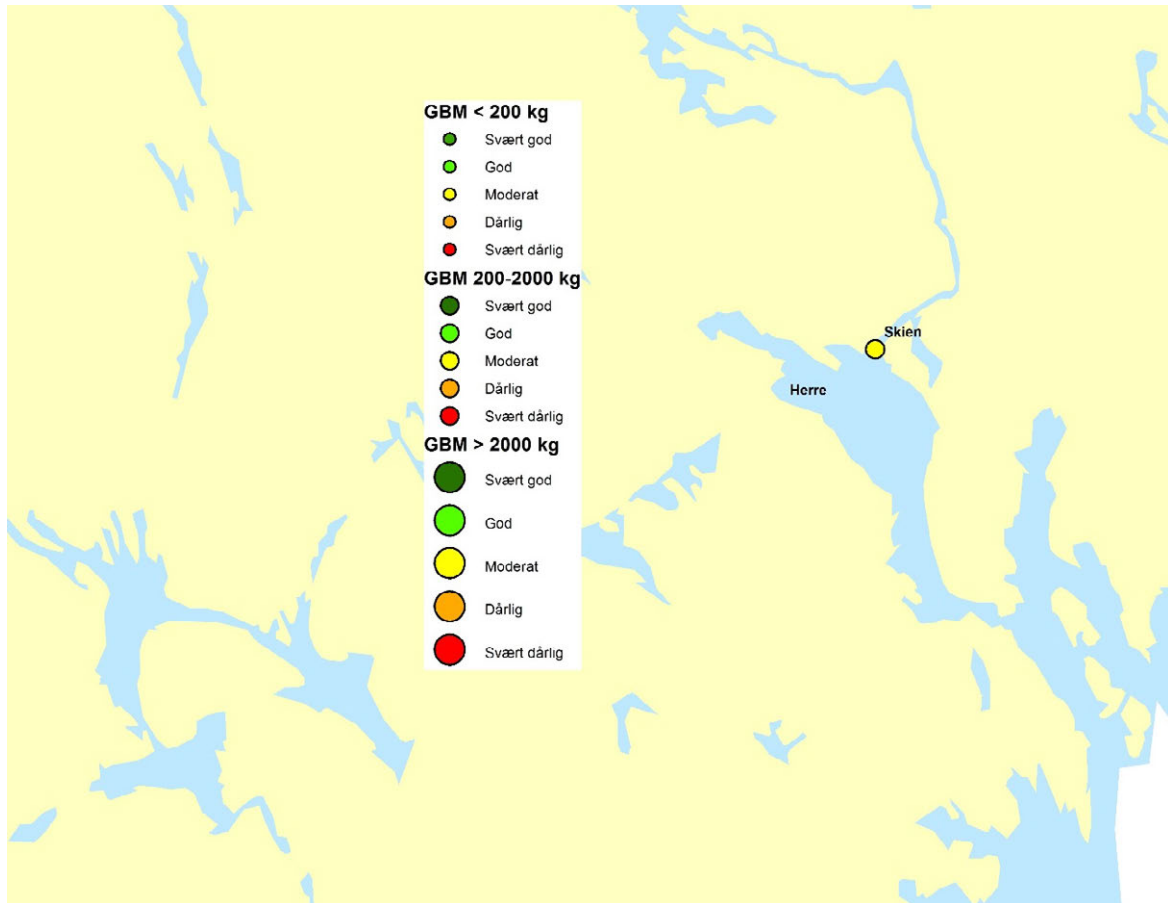 GBM < 200 kg
Svært god
God
Moderat
Dårlig
Svært dårlig
GBM 200-2000 kg
Svært god
God
Moderat
Dårlig
Svært dårlig
GBM > 2000 kg
Svært god
God
Moderat
Dårlig
Svært dårlig
Skien
Herre